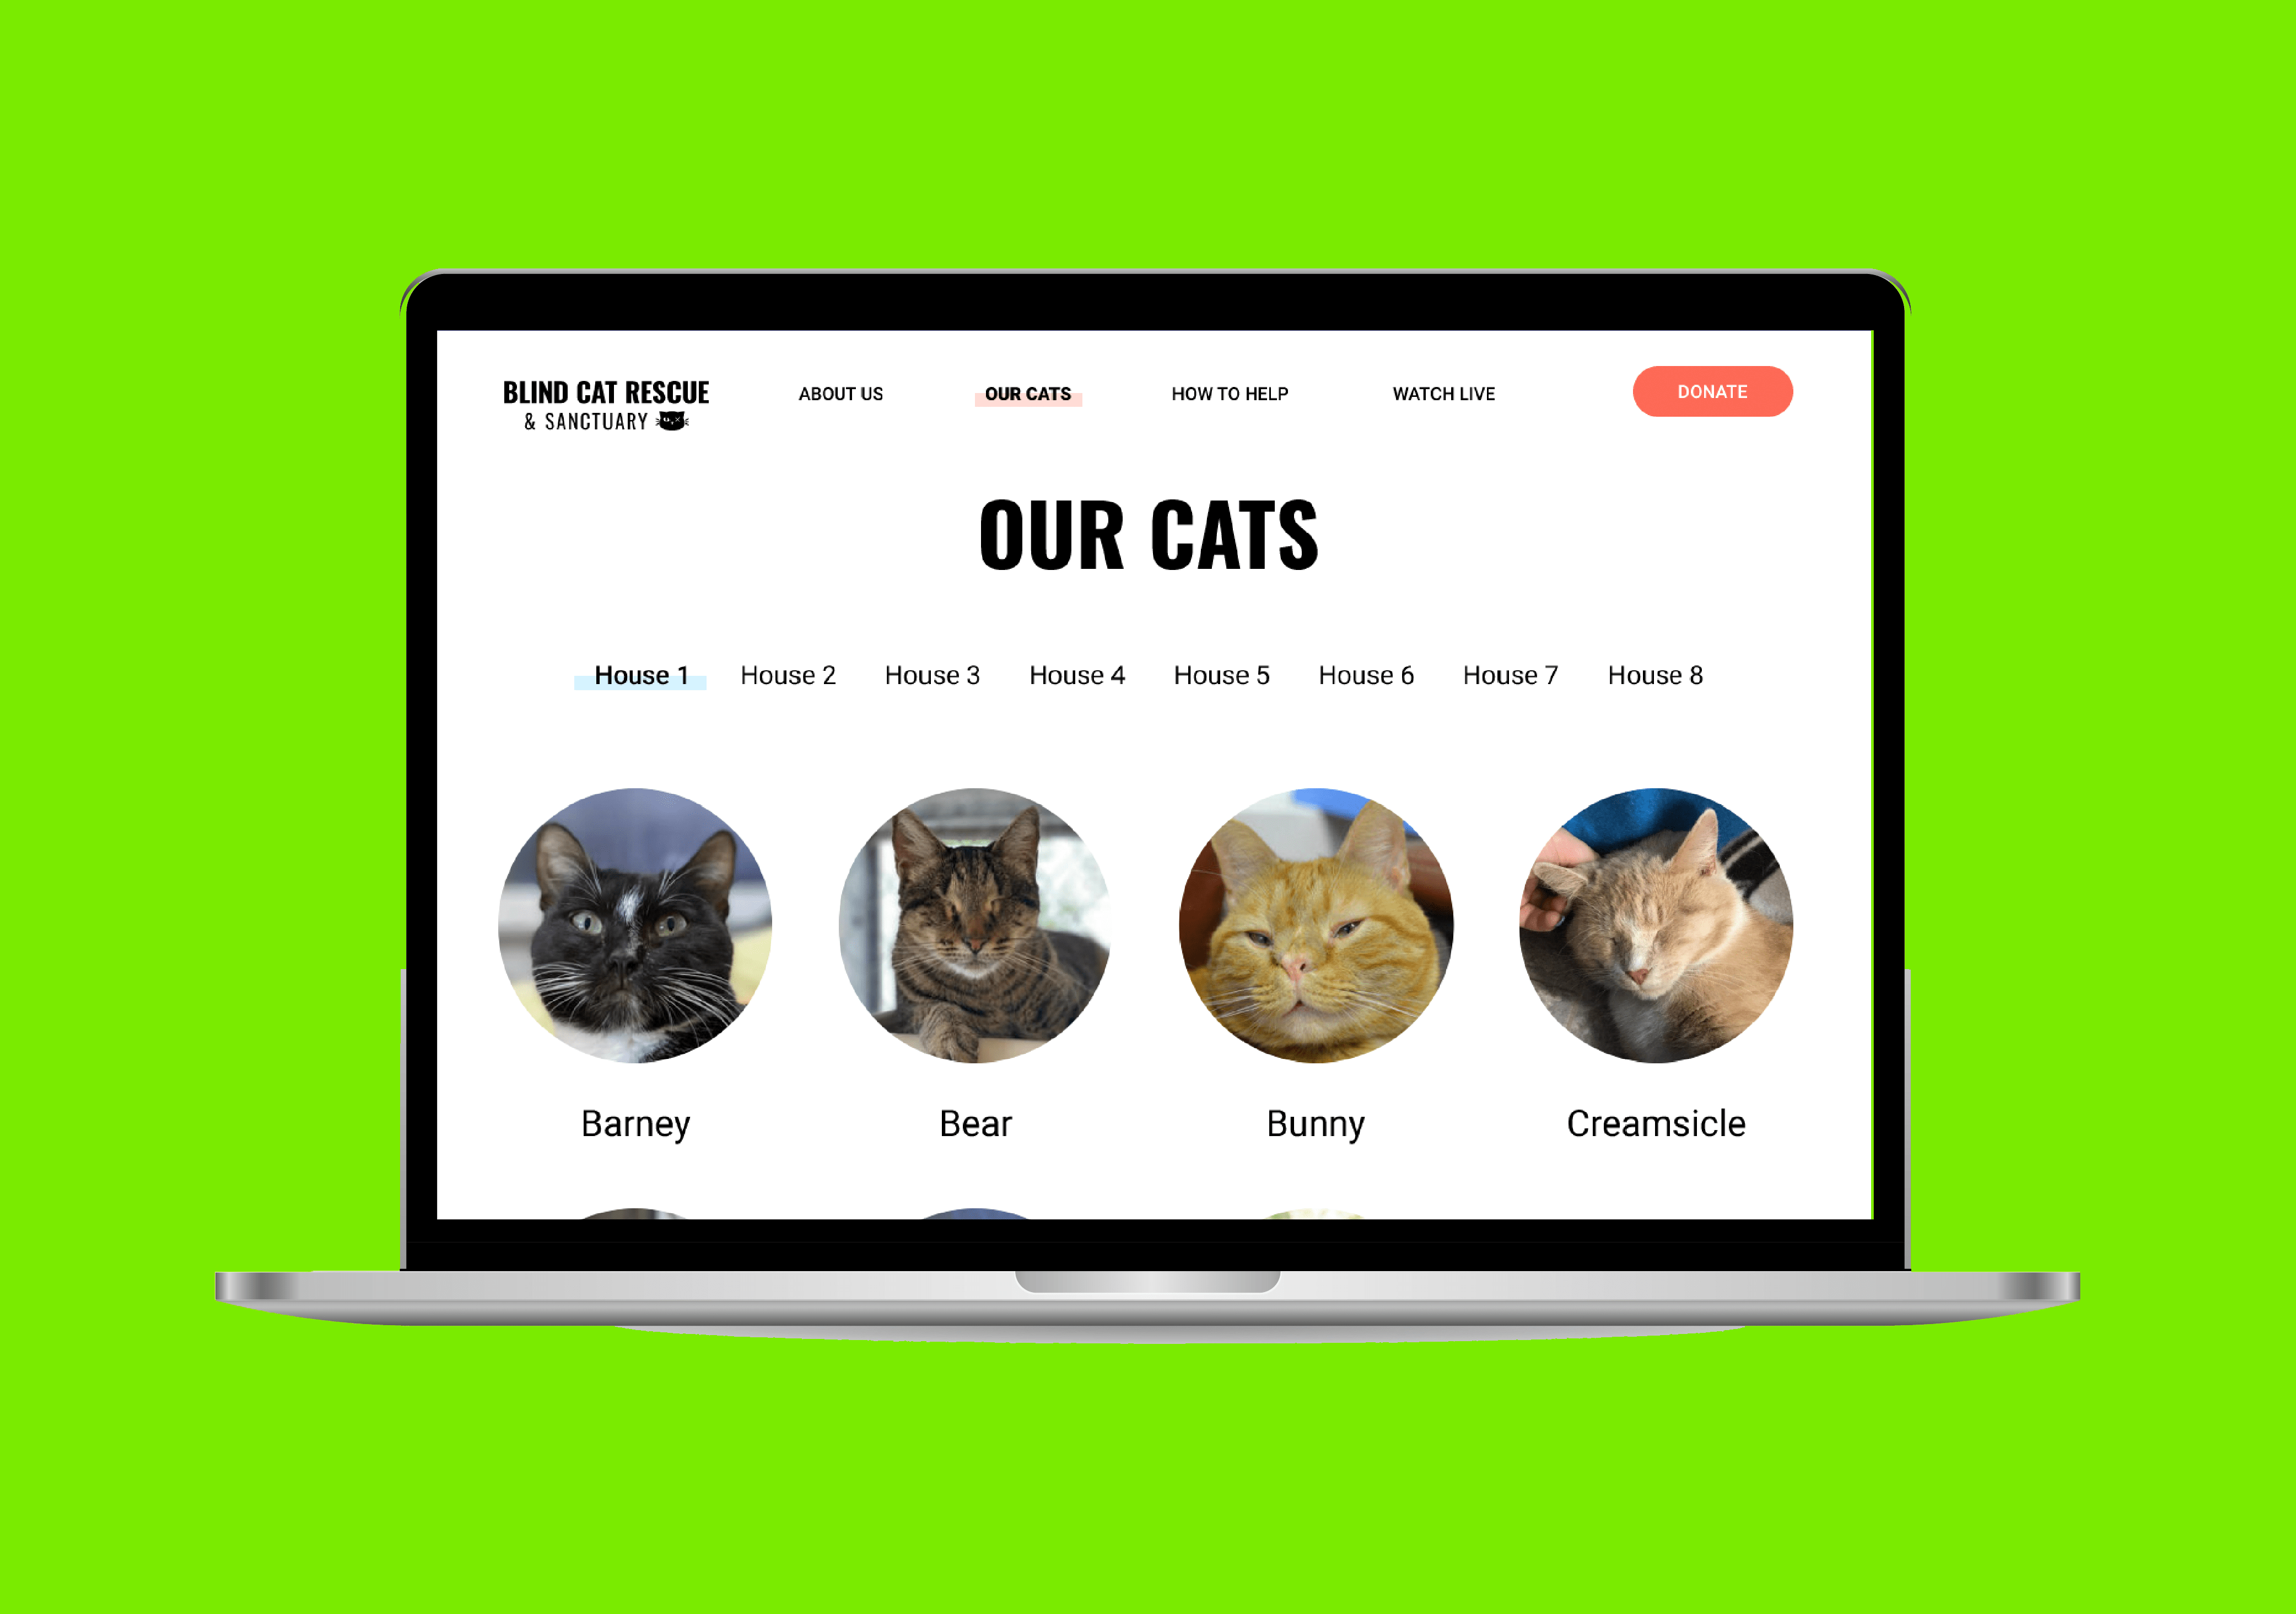 BLIND CAT RESCUE
& SANCTUARY
ABOUT US
OUR CATS
HOW TO HELP
WATCH LIVE
DONATE
OUR CATS
House 1
House 2
House 3
House 4
House 5
House 6
House 7
House 8
Barney
Bear
Bunny
Creamsicle